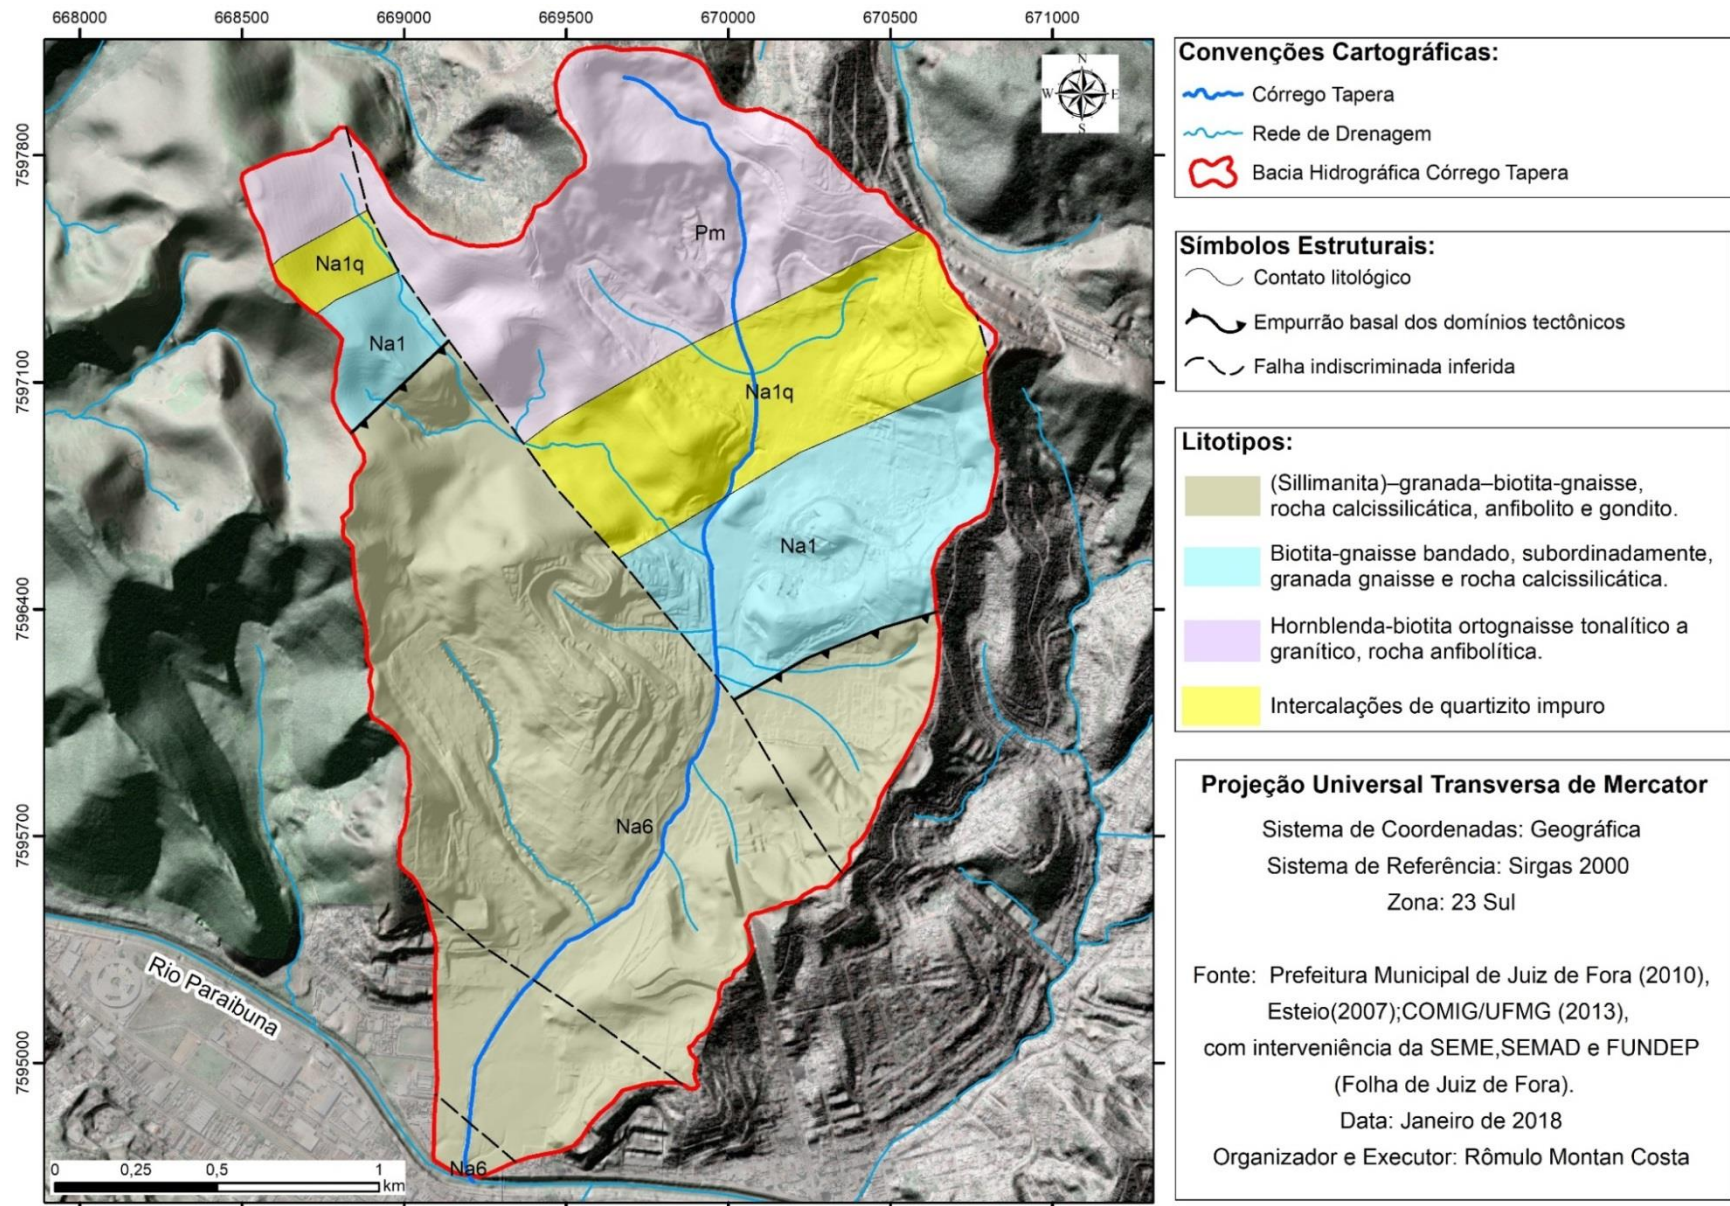 668000 668500 669000 669500 670000 670500 671000
7597800
7597100
7596400
7595700
7595000
N
W E
S
Pm
Na1q
Na1
Na1q
Na1
Na6
Na6
Rio Paraibuna
0 0,25 0,5 1
km
Convenções Cartográficas:
Córrego Tapera
Rede de Drenagem
Bacia Hidrográfica Córrego Tapera
Símbolos Estruturais:
Contato litológico
Empurrão basal dos domínios tectônicos
Falha indiscriminada inferida
Litotipos:
(Sillimanita)–granada–biotita-gnaisse,
rocha calcissilicática, anfibolito e gondito.
Biotita-gnaisse bandado, subordinadamente,
granada gnaisse e rocha calcissilicática.
Hornblenda-biotita ortognaisse tonalítico a
granítico, rocha anfibolítica.
Intercalações de quartizito impuro
Projeção Universal Transversa de Mercator
Sistema de Coordenadas: Geográfica
Sistema de Referência: Sirgas 2000
Zona: 23 Sul
Fonte: Prefeitura Municipal de Juiz de Fora (2010),
Esteio(2007);COMIG/UFMG (2013),
com interveniência da SEME,SEMAD e FUNDEP
(Folha de Juiz de Fora).
Data: Janeiro de 2018
Organizador e Executor: Rômulo Montan Costa